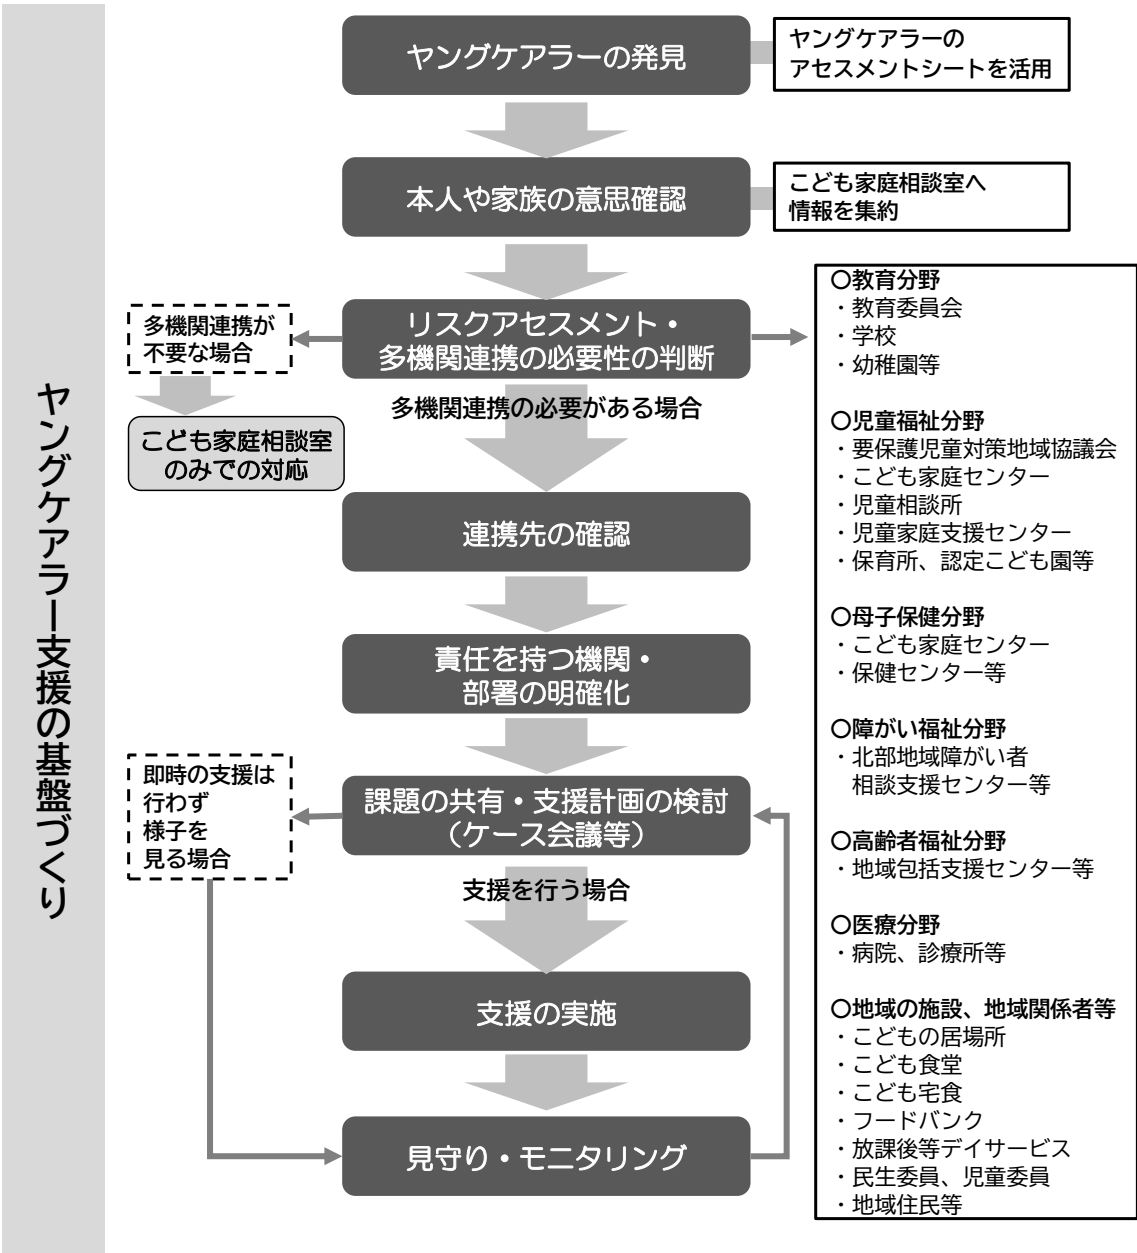 ヤングケアラー支援の基盤づくり
ヤングケアラーの発見
ヤングケアラーの
アセスメントシートを活用
本人や家族の意思確認
こども家庭相談室へ
情報を集約
リスクアセスメント・
多機関連携の必要性の判断
多機関連携が
不要な場合
こども家庭相談室
のみでの対応
多機関連携の必要がある場合
連携先の確認
責任を持つ機関・
部署の明確化
課題の共有・支援計画の検討
(ケース会議等)
即時の支援は
行わず
様子を
見る場合
支援を行う場合
支援の実施
見守り・モニタリング
〇教育分野
・教育委員会
・学校
・幼稚園等
〇児童福祉分野
・要保護児童対策地域協議会
・こども家庭センター
・児童相談所
・児童家庭支援センター
・保育所、認定こども園等
〇母子保健分野
・こども家庭センター
・保健センター等
〇障がい福祉分野
・北部地域障がい者
相談支援センター等
〇高齢者福祉分野
・地域包括支援センター等
〇医療分野
・病院、診療所等
〇地域の施設、地域関係者等
・こどもの居場所
・こども食堂
・こども宅食
・フードバンク
・放課後等デイサービス
・民生委員、児童委員
・地域住民等